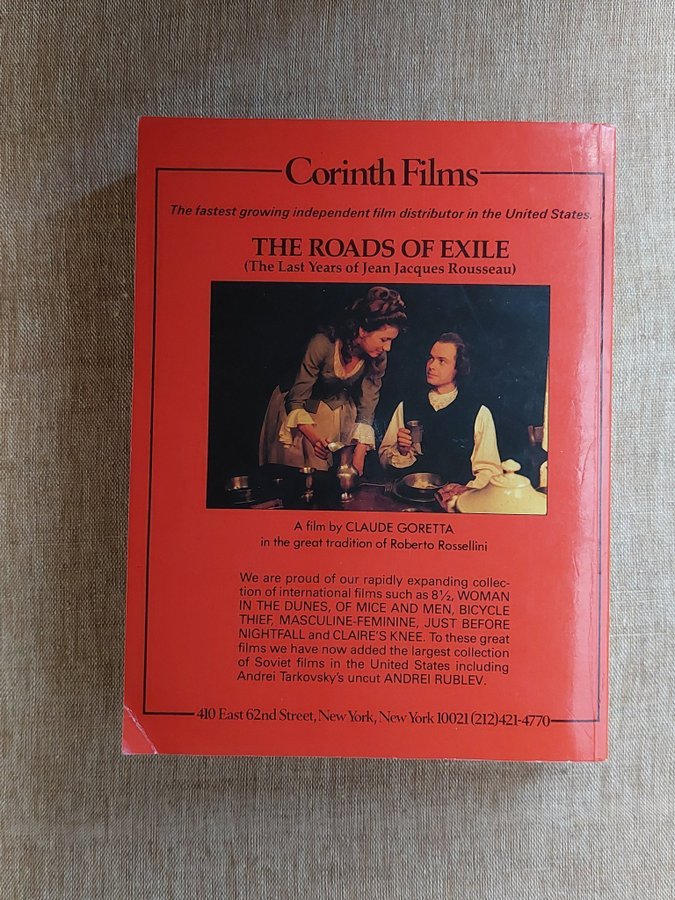 Corinth Films
The fastest growing independent film distributor in the United States.
THE ROADS OF EXILE
(The Last Years of Jean Jacques Rousseau)
A film by CLAUDE GORETTA
in the great tradition of Roberto Rossellini
We are proud of our rapidly expanding collec-
tion of international films such as 8½, WOMAN
IN THE DUNES, OF MICE AND MEN, BICYCLE
THIEF, MASCULINE-FEMININE, JUST BEFORE
NIGHTFALL and CLAIRE'S KNEE. To these great
films we have now added the largest collection
of Soviet films in the United States including
Andrei Tarkovsky's uncut ANDREI RUBLEV.
410 East 62nd Street, New York, New York 10021 (212) 421-4770